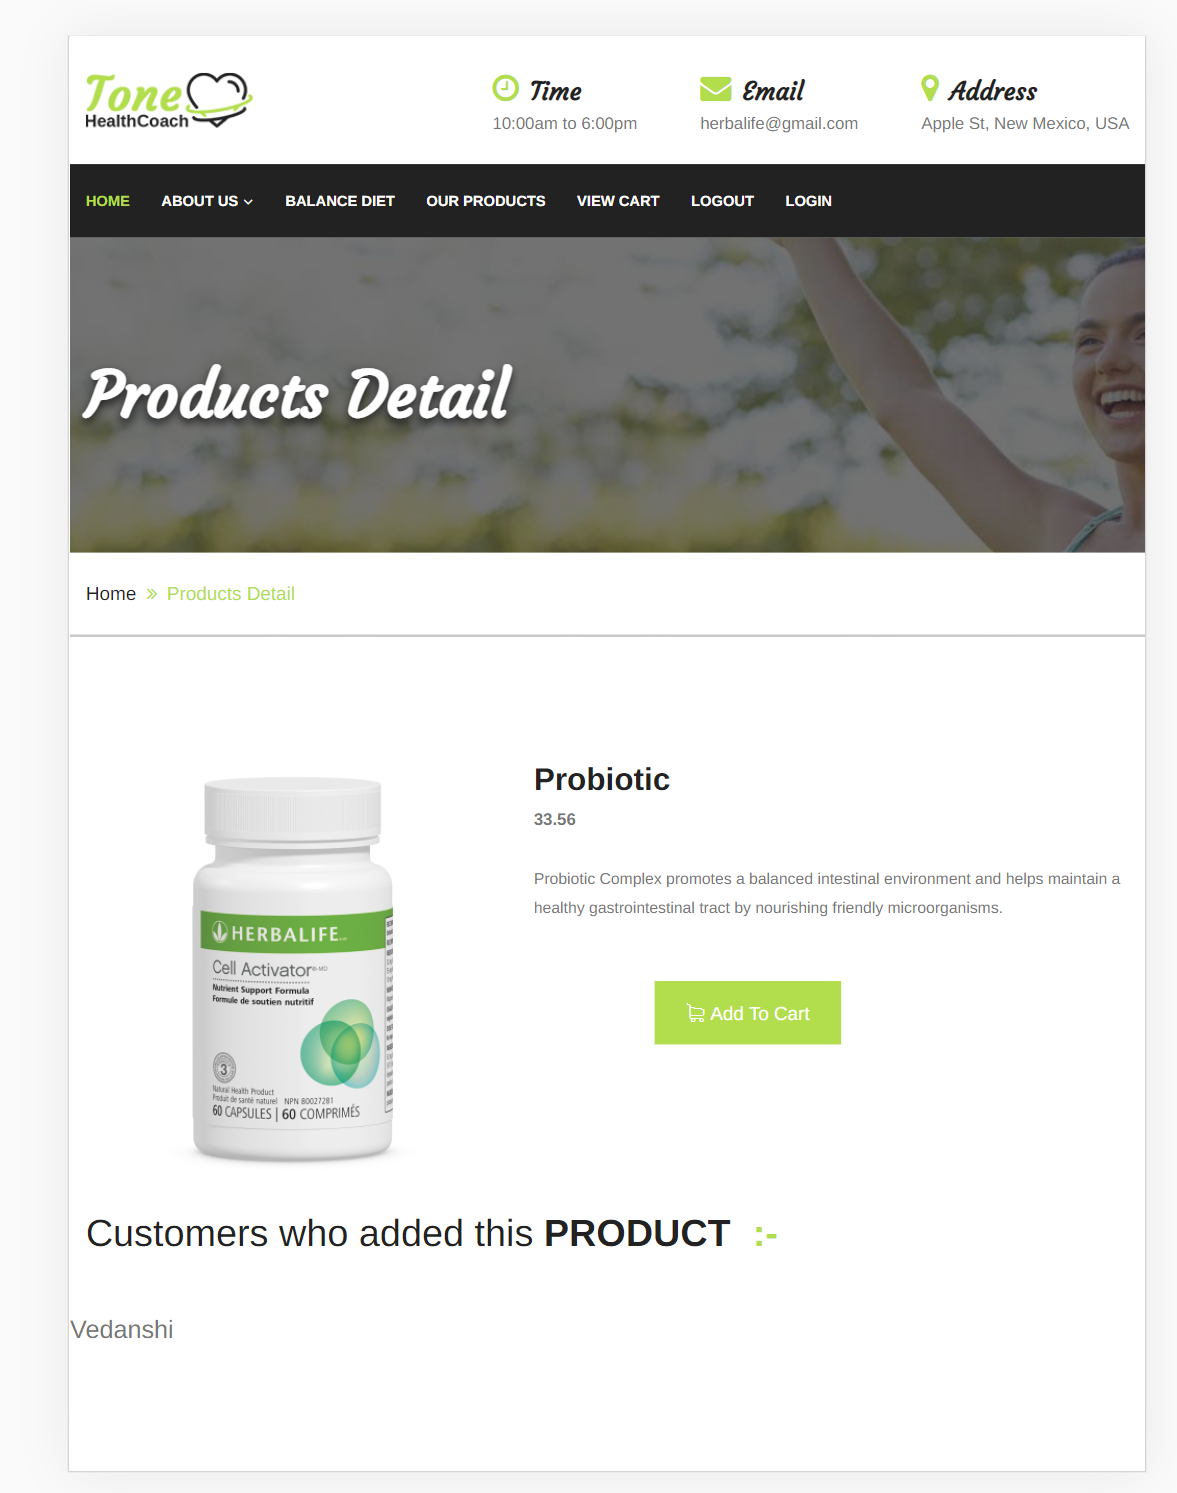 Tone
HealthCoach
Time
10:00am to 6:00pm
Email
herbalife@gmail.com
Address
Apple St, New Mexico, USA
HOME ABOUT US BALANCE DIET OUR PRODUCTS VIEW CART LOGOUT LOGIN
Products Detail
Home » Products Detail
Probiotic
33.56
Probiotic Complex promotes a balanced intestinal environment and helps maintain a
healthy gastrointestinal tract by nourishing friendly microorganisms.
Add To Cart
HERBALIFE
Cell Activator®-MD
Nutrient Support Formula
Formule de soutien nutritif
3
Natural Health Product
Produit de santé naturel NPN 80027281
60 CAPSULES | 60 COMPRIMÉS
Customers who added this PRODUCT :-
Vedanshi